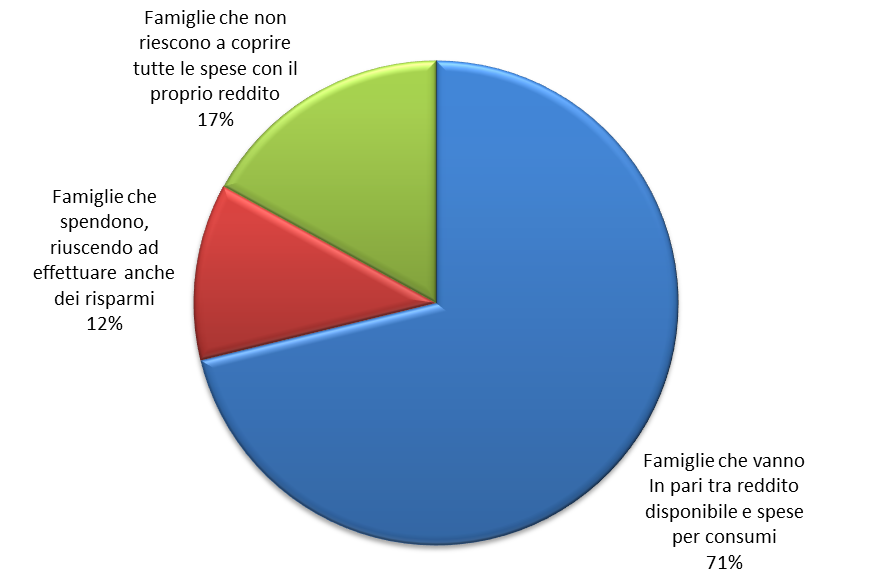 Famiglie che non
riescono a coprire
tutte le spese con il
proprio reddito
17%
Famiglie che
spendono,
riuscendo ad
effettuare anche
dei risparmi
12%
Famiglie che vanno
In pari tra reddito
disponibile e spese
per consumi
71%